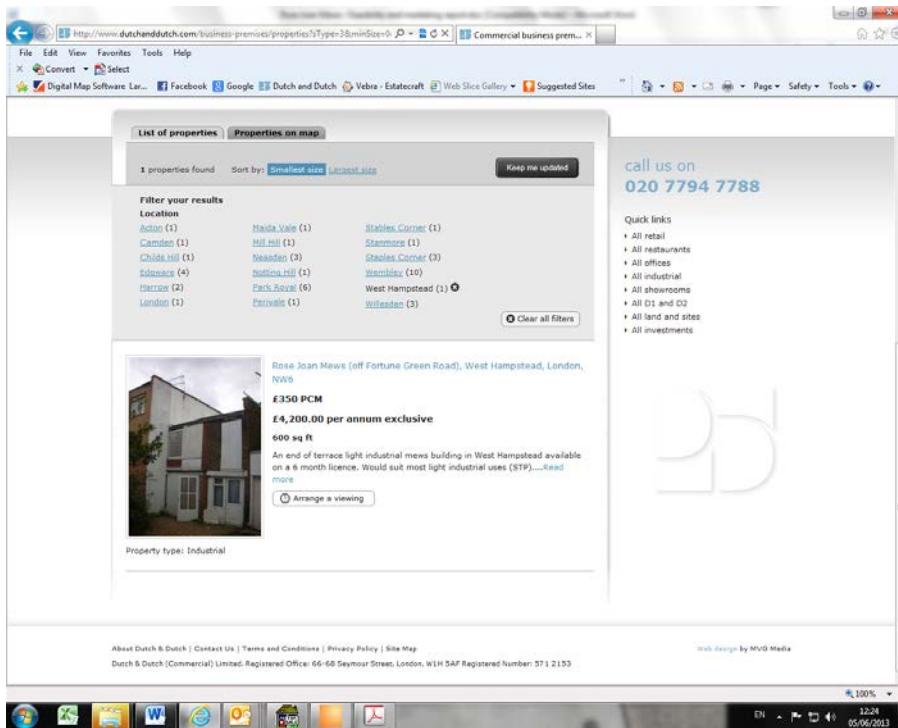 http://www.dutchanddutch.com/business-premises/properties?sType=3&minSize=0
Commercial business prem...
File Edit View Favorites Tools Help
Convert Select
Digital Map Software Lar... Facebook Google Dutch and Dutch Vebra - Estatecraft Web Slice Gallery Suggested Sites
Page Safety Tools
List of properties Properties on map
1 properties found Sort by: Smallest size Largest size
Keep me updated
Filter your results
Location
Acton (1) Maida Vale (1) Stables Corner (1)
Camden (1) Mill Hill (1) Stanmore (1)
Childs Hill (1) Neasden (3) Staples Corner (3)
Edgware (4) Notting Hill (1) Wembley (10)
Harrow (2) Park Royal (6) West Hampstead (1)
London (1) Perivale (1) Willesden (3)
Clear all filters
Rose Joan Mews (off Fortune Green Road), West Hampstead, London,
NW6
£350 PCM
£4,200.00 per annum exclusive
600 sq ft
An end of terrace light industrial mews building in West Hampstead available
on a 6 month licence. Would suit most light industrial uses (STP)....Read
more
Arrange a viewing
Property type: Industrial
call us on
020 7794 7788
Quick links
All retail
All restaurants
All offices
All industrial
All showrooms
All D1 and D2
All land and sites
All investments
About Dutch & Dutch | Contact Us | Terms and Conditions | Privacy Policy | Site Map
Web design by MVG Media
Dutch & Dutch (Commercial) Limited. Registered Office: 66-68 Seymour Street, London, W1H 5AF Registered Number: 571 2153
100%
EN
12:24
05/06/2013